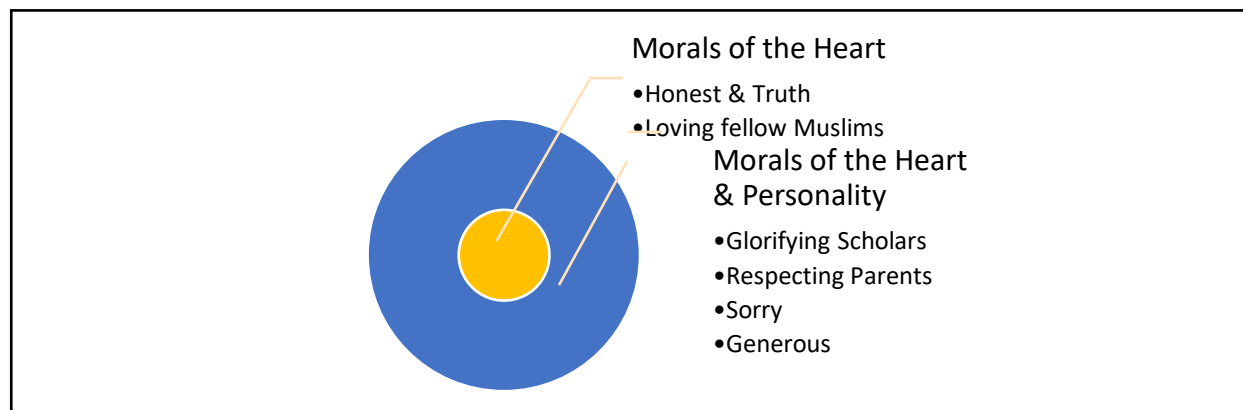 Morals of the Heart
•Honest & Truth
•Loving fellow Muslims
Morals of the Heart
& Personality
•Glorifying Scholars
•Respecting Parents
•Sorry
•Generous